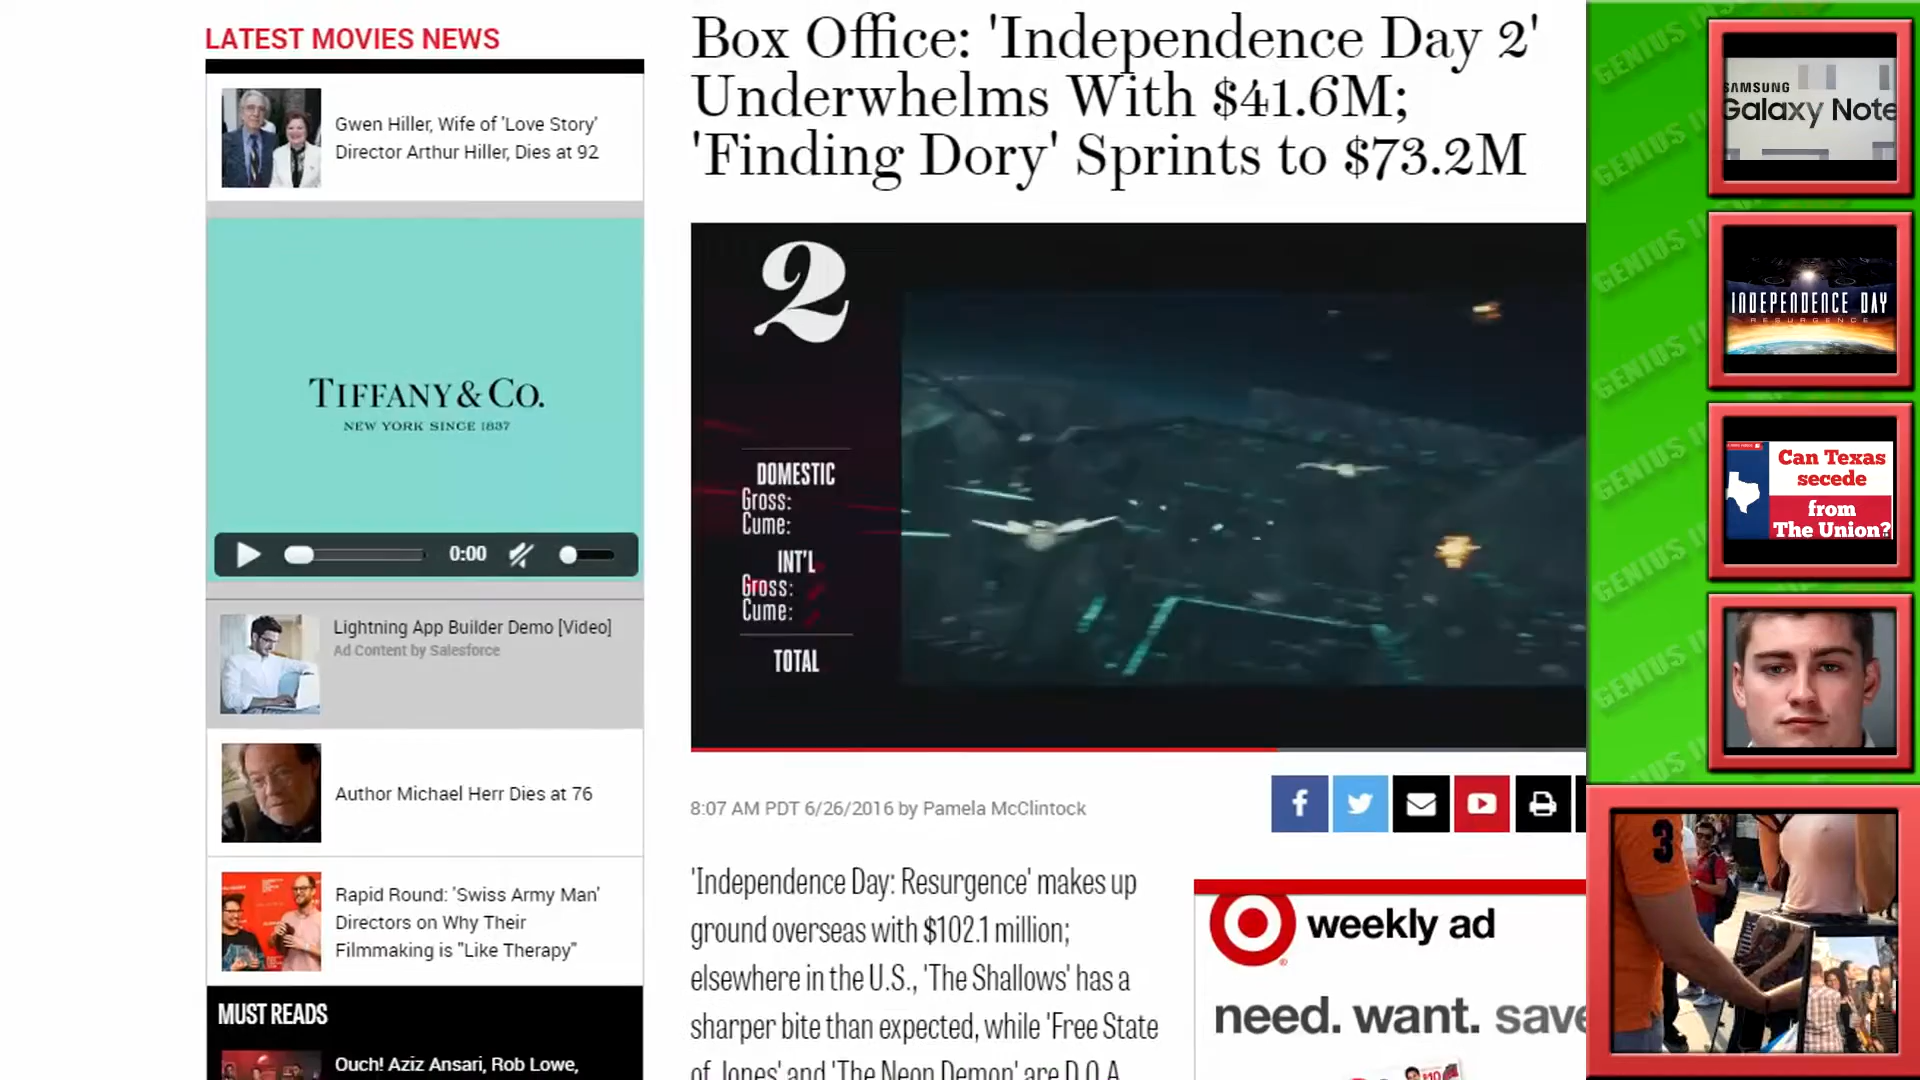 LATEST MOVIES NEWS
Gwen Hiller, Wife of 'Love Story'
Director Arthur Hiller, Dies at 92
TIFFANY & CO.
NEW YORK SINCE 1837
0:00
Lightning App Builder Demo [Video]
Ad Content by Salesforce
Author Michael Herr Dies at 76
Rapid Round: 'Swiss Army Man'
Directors on Why Their
Filmmaking is "Like Therapy"
MUST READS
Ouch! Aziz Ansari, Rob Lowe,
Box Office: 'Independence Day 2'
Underwhelms With $41.6M;
'Finding Dory' Sprints to $73.2M
2
DOMESTIC
Gross:
Cume:
INT'L
Gross:
Cume:
TOTAL
8:07 AM PDT 6/26/2016 by Pamela McClintock
'Independence Day: Resurgence' makes up
ground overseas with $102.1 million;
elsewhere in the U.S., 'The Shallows' has a
sharper bite than expected, while 'Free State
of Jones' and 'The Neon Demon' are D.O.A.
weekly ad
need. want. save
SAMSUNG
Galaxy Note
INDEPENDENCE DAY
RESURGENCE
Can Texas
secede
from
The Union?
3